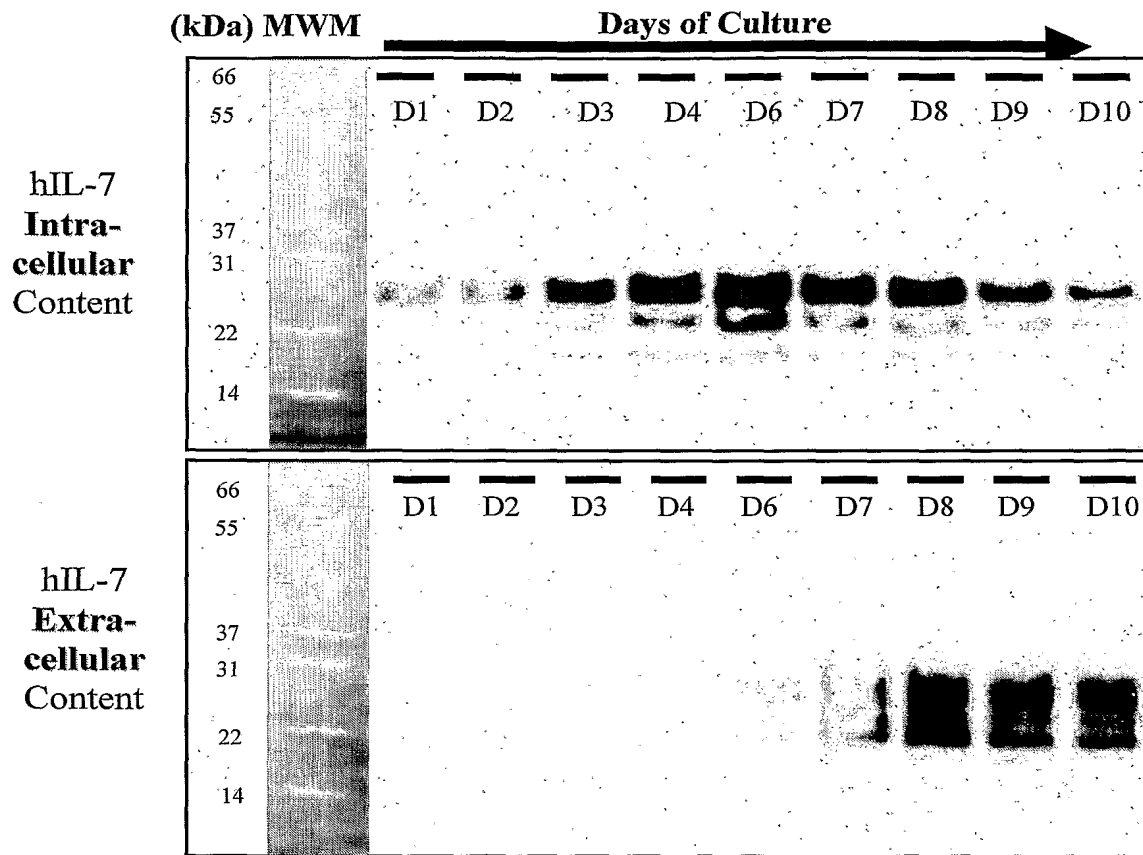 (kDa) MWM Days of Culture
66
55
37
31
22
14
D1 D2 D3 D4 D6 D7 D8 D9 D10
hIL-7
Intra-
cellular
Content
66
55
37
31
22
14
D1 D2 D3 D4 D6 D7 D8 D9 D10
hIL-7
Extra-
cellular
Content